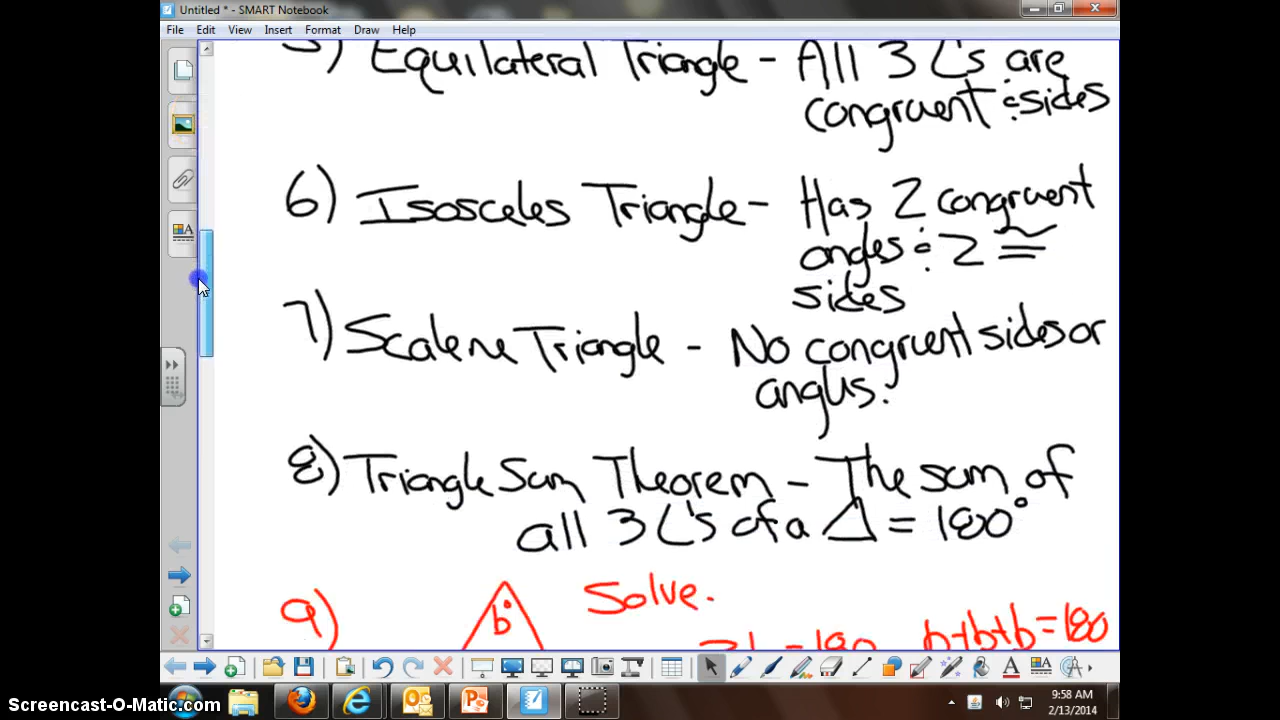 Untitled * - SMART Notebook
File Edit View Insert Format Draw Help
5) Equilateral Triangle - All 3 ∠'s are
congruent & sides
6) Isosceles Triangle - Has 2 congruent
angles & 2 ≅
sides
7) Scalene Triangle - No congruent sides or
angles.
8) Triangle Sum Theorem - The sum of
all 3 ∠'s of a Δ = 180°
9) b° Solve.
= 180 b+b+b=180
9:58 AM
2/13/2014
Screencast-O-Matic.com